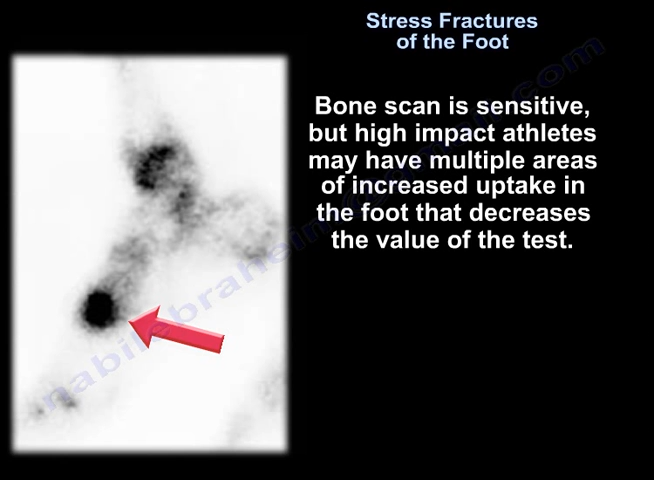 Stress Fractures
of the Foot
Bone scan is sensitive,
but high impact athletes
may have multiple areas
of increased uptake in
the foot that decreases
the value of the test.